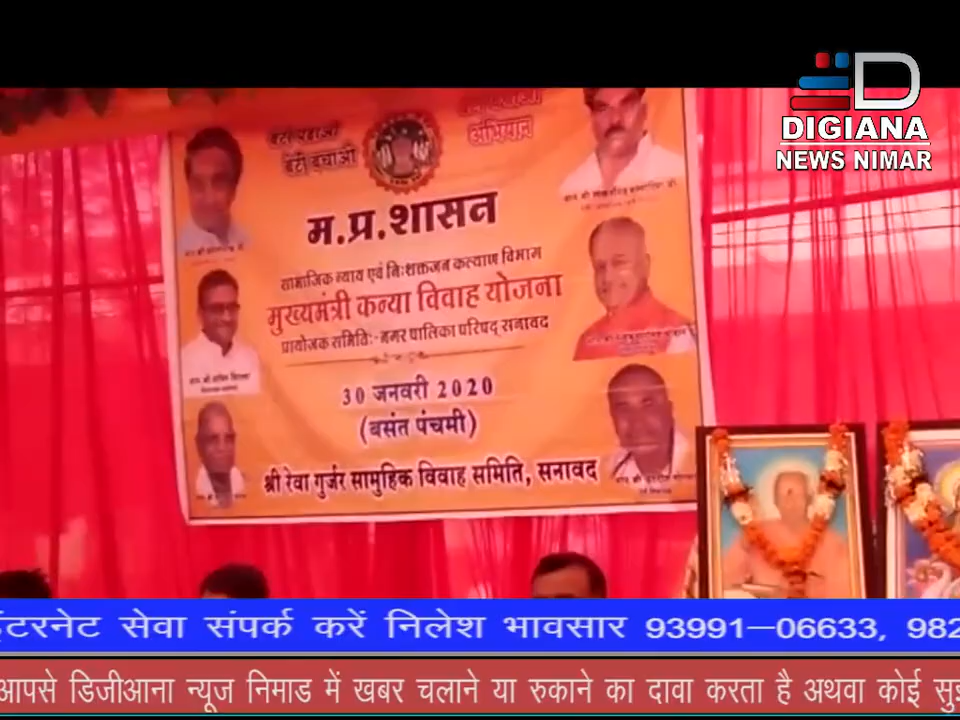 DIGIANA
NEWS NIMAR
बेटी बचाओ
अभियान
म.प्र.शासन
सामाजिक न्याय एवं निःशक्तजन कल्याण विभाग
मुख्यमंत्री कन्या विवाह योजना
प्रायोजक समिति:-नगर पालिका परिषद् सनावद
30 जनवरी 2020
(बसंत पंचमी)
श्री रेवा गुर्जर सामुहिक विवाह समिति, सनावद
इंटरनेट सेवा संपर्क करें निलेश भावसार 93991-06633, 982
आपसे डिजीआना न्यूज निमाड में खबर चलाने या रुकाने का दावा करता है अथवा कोई